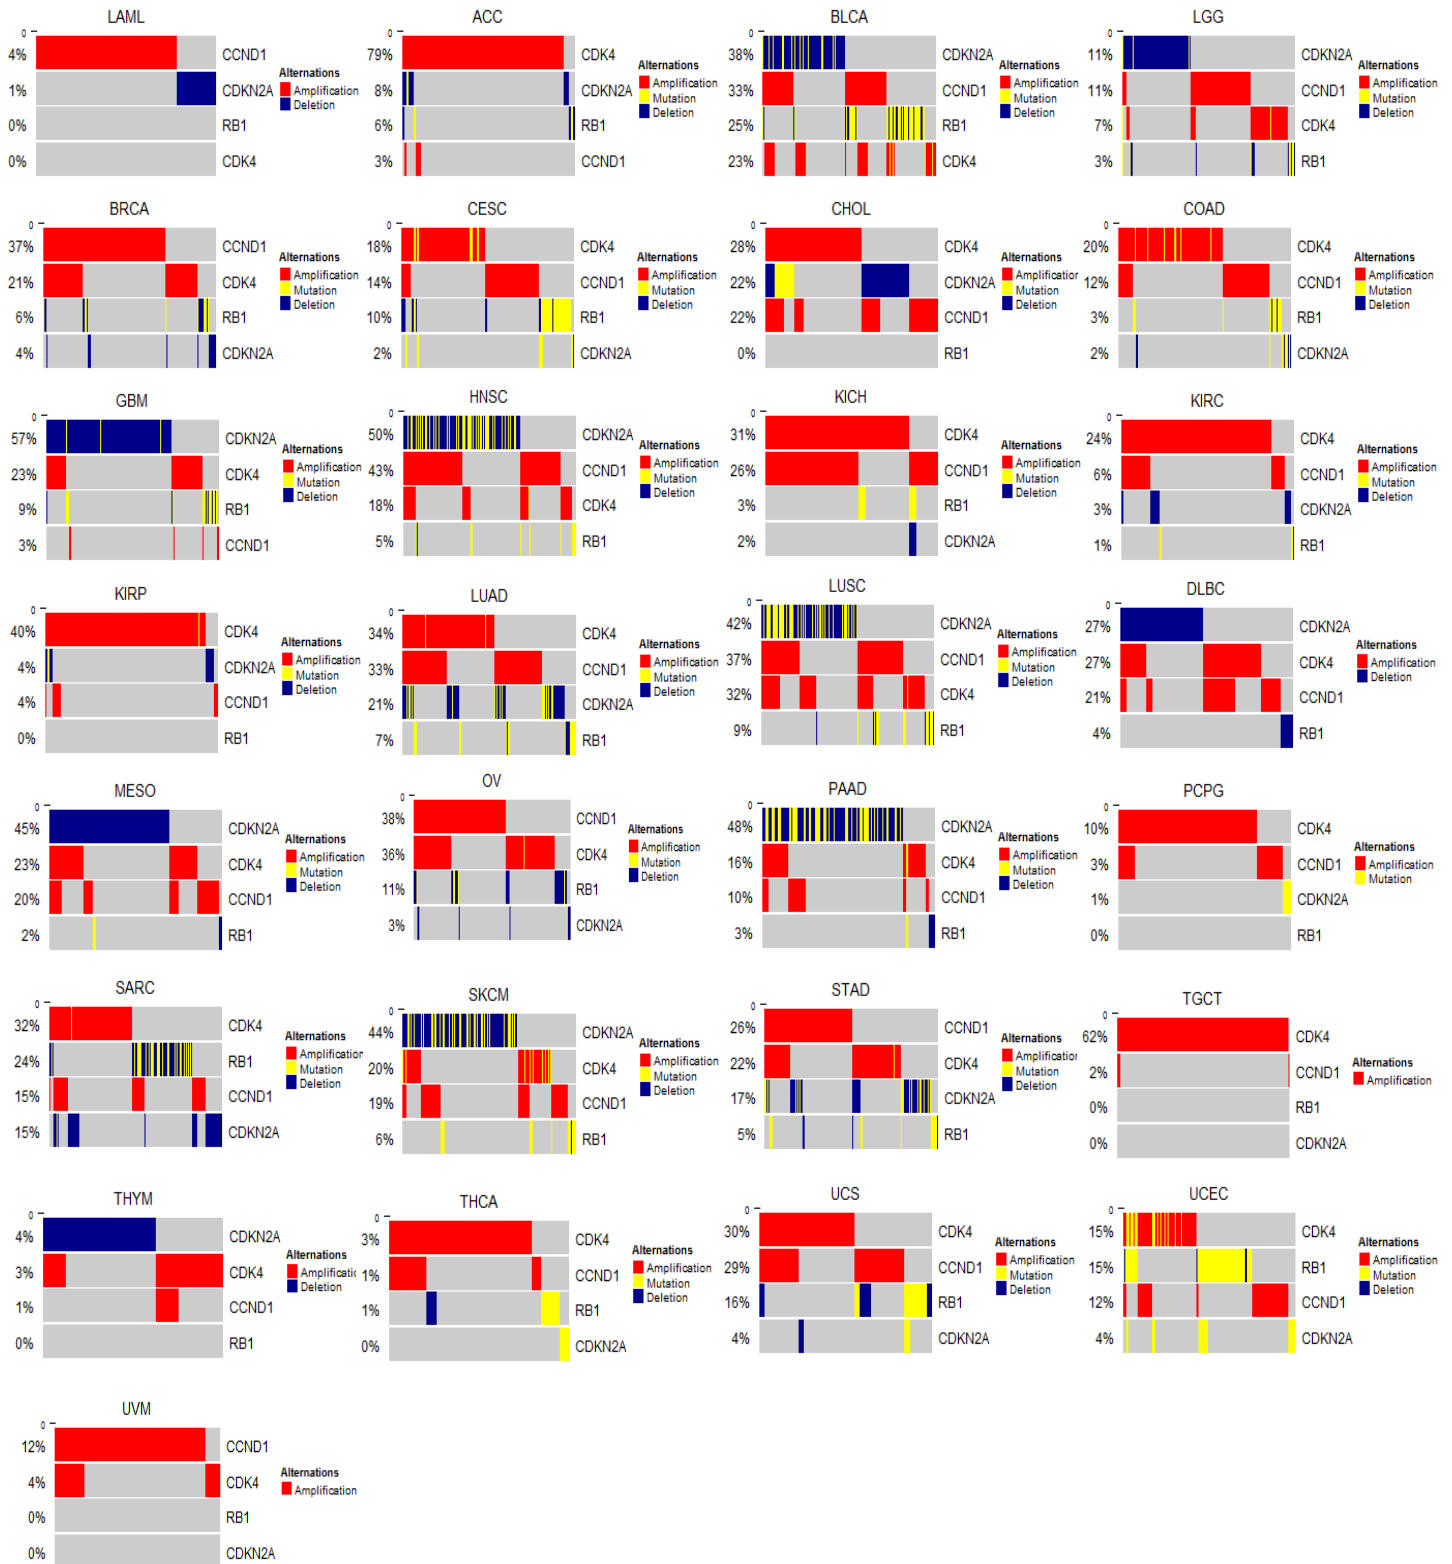 LAML
0
4% CCND1
1% CDKN2A
0% RB1
0% CDK4
Alternations
Amplification
Deletion
ACC
0
79% CDK4
8% CDKN2A
6% RB1
3% CCND1
Alternations
Amplification
Mutation
Deletion
BLCA
0
38% CDKN2A
33% CCND1
25% RB1
23% CDK4
Alternations
Amplification
Mutation
Deletion
LGG
0
11% CDKN2A
11% CCND1
7% CDK4
3% RB1
Alternations
Amplification
Mutation
Deletion
BRCA
0
37% CCND1
21% CDK4
6% RB1
4% CDKN2A
Alternations
Amplification
Mutation
Deletion
CESC
0
18% CDK4
14% CCND1
10% RB1
2% CDKN2A
Alternations
Amplification
Mutation
Deletion
CHOL
0
28% CDK4
22% CDKN2A
22% CCND1
0% RB1
Alternations
Amplification
Mutation
Deletion
COAD
0
20% CDK4
12% CCND1
3% RB1
2% CDKN2A
Alternations
Amplification
Mutation
Deletion
GBM
0
57% CDKN2A
23% CDK4
9% RB1
3% CCND1
Alternations
Amplification
Mutation
Deletion
HNSC
0
50% CDKN2A
43% CCND1
18% CDK4
5% RB1
Alternations
Amplification
Mutation
Deletion
KICH
0
31% CDK4
26% CCND1
3% RB1
2% CDKN2A
Alternations
Amplification
Mutation
Deletion
KIRC
0
24% CDK4
6% CCND1
3% CDKN2A
1% RB1
Alternations
Amplification
Mutation
Deletion
KIRP
0
40% CDK4
4% CDKN2A
4% CCND1
0% RB1
Alternations
Amplification
Mutation
Deletion
LUAD
0
34% CDK4
33% CCND1
21% CDKN2A
7% RB1
Alternations
Amplification
Mutation
Deletion
LUSC
0
42% CDKN2A
37% CCND1
32% CDK4
9% RB1
Alternations
Amplification
Mutation
Deletion
DLBC
0
27% CDKN2A
27% CDK4
21% CCND1
4% RB1
Alternations
Amplification
Deletion
MESO
0
45% CDKN2A
23% CDK4
20% CCND1
2% RB1
Alternations
Amplification
Mutation
Deletion
OV
0
38% CCND1
36% CDK4
11% RB1
3% CDKN2A
Alternations
Amplification
Mutation
Deletion
PAAD
0
48% CDKN2A
16% CDK4
10% CCND1
3% RB1
Alternations
Amplification
Mutation
Deletion
PCPG
0
10% CDK4
3% CCND1
1% CDKN2A
0% RB1
Alternations
Amplification
Mutation
SARC
0
32% CDK4
24% RB1
15% CCND1
15% CDKN2A
Alternations
Amplification
Mutation
Deletion
SKCM
0
44% CDKN2A
20% CDK4
19% CCND1
6% RB1
Alternations
Amplification
Mutation
Deletion
STAD
0
26% CCND1
22% CDK4
17% CDKN2A
5% RB1
Alternations
Amplification
Mutation
Deletion
TGCT
0
62% CDK4
2% CCND1
0% RB1
0% CDKN2A
Alternations
Amplification
THYM
0
4% CDKN2A
3% CDK4
1% CCND1
0% RB1
Alternations
Amplificatic
Deletion
THCA
0
3% CDK4
1% CCND1
1% RB1
0% CDKN2A
Alternations
Amplification
Mutation
Deletion
UCS
0
30% CDK4
29% CCND1
16% RB1
4% CDKN2A
Alternations
Amplification
Mutation
Deletion
UCEC
0
15% CDK4
15% RB1
12% CCND1
4% CDKN2A
Alternations
Amplification
Mutation
Deletion
UVM
0
12% CCND1
4% CDK4
0% RB1
0% CDKN2A
Alternations
Amplification